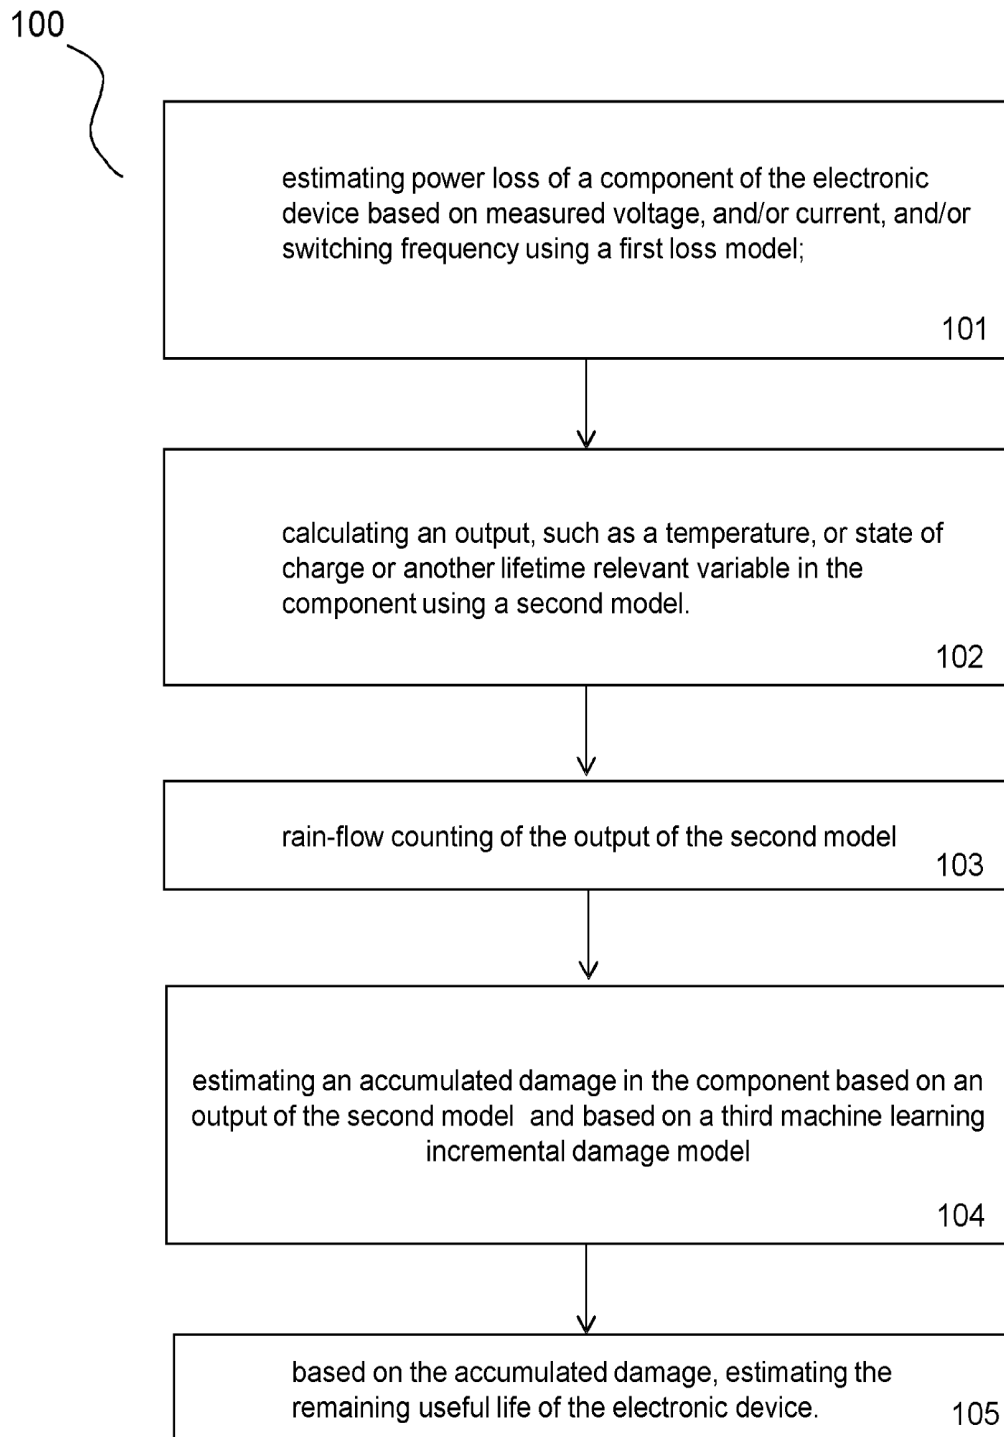 100
estimating power loss of a component of the electronic
device based on measured voltage, and/or current, and/or
switching frequency using a first loss model;
101
calculating an output, such as a temperature, or state of
charge or another lifetime relevant variable in the
component using a second model.
102
rain-flow counting of the output of the second model
103
estimating an accumulated damage in the component based on an
output of the second model and based on a third machine learning
incremental damage model
104
based on the accumulated damage, estimating the
remaining useful life of the electronic device.
105